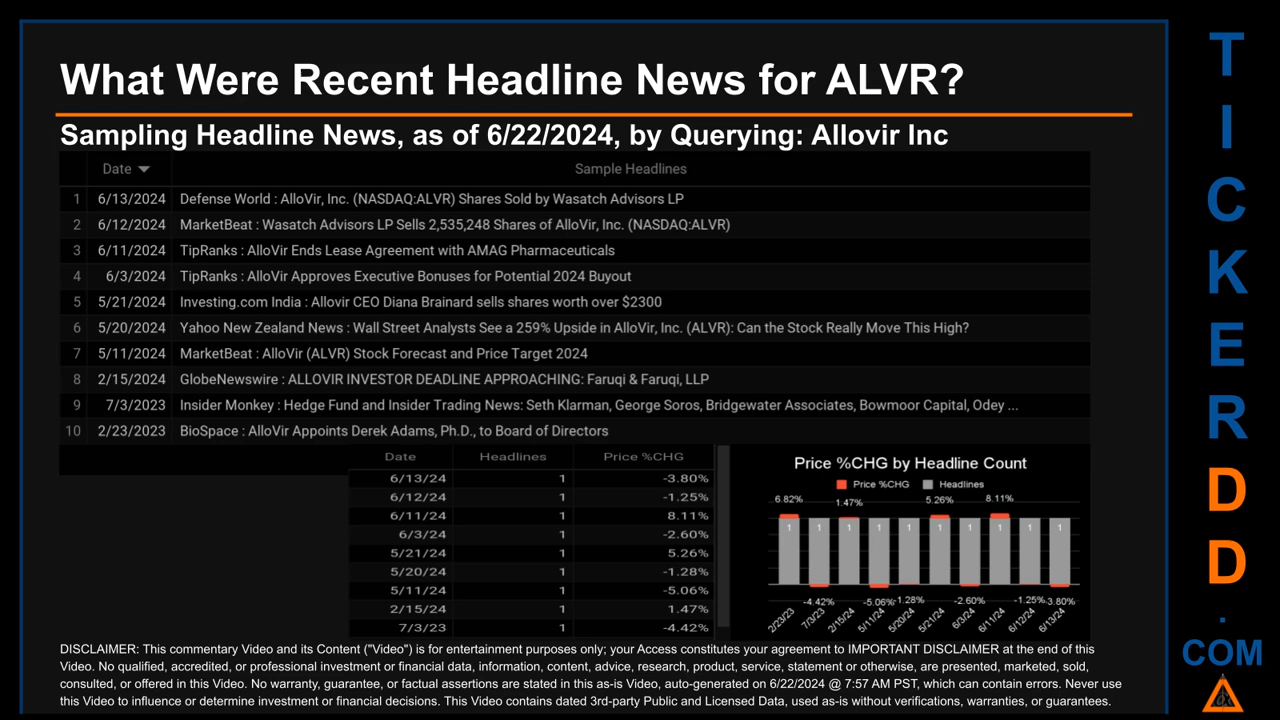 What Were Recent Headline News for ALVR?
Sampling Headline News, as of 6/22/2024, by Querying: Allovir Inc
Date Sample Headlines
1 6/13/2024 Defense World : AlloVir, Inc. (NASDAQ:ALVR) Shares Sold by Wasatch Advisors LP
2 6/12/2024 MarketBeat : Wasatch Advisors LP Sells 2,535,248 Shares of AlloVir, Inc. (NASDAQ:ALVR)
3 6/11/2024 TipRanks : AlloVir Ends Lease Agreement with AMAG Pharmaceuticals
4 6/3/2024 TipRanks : AlloVir Approves Executive Bonuses for Potential 2024 Buyout
5 5/21/2024 Investing.com India : Allovir CEO Diana Brainard sells shares worth over $2300
6 5/20/2024 Yahoo New Zealand News : Wall Street Analysts See a 259% Upside in AlloVir, Inc. (ALVR): Can the Stock Really Move This High?
7 5/11/2024 MarketBeat : AlloVir (ALVR) Stock Forecast and Price Target 2024
8 2/15/2024 GlobeNewswire : ALLOVIR INVESTOR DEADLINE APPROACHING: Faruqi & Faruqi, LLP
9 7/3/2023 Insider Monkey : Hedge Fund and Insider Trading News: Seth Klarman, George Soros, Bridgewater Associates, Bowmoor Capital, Odey ...
10 2/23/2023 BioSpace : AlloVir Appoints Derek Adams, Ph.D., to Board of Directors
Date Headlines Price %CHG
6/13/24 1 -3.80%
6/12/24 1 -1.25%
6/11/24 1 8.11%
6/3/24 1 -2.60%
5/21/24 1 5.26%
5/20/24 1 -1.28%
5/11/24 1 -5.06%
2/15/24 1 1.47%
7/3/23 1 -4.42%
Price %CHG by Headline Count
Price %CHG Headlines
6.82% 1.47% 5.26% 8.11%
1 1 1 1 1 1 1 1 1 1
-4.42% -5.06% -1.28% -2.60% -1.25% -3.80%
2/23/23 7/3/23 2/15/24 5/11/24 5/20/24 5/21/24 6/3/24 6/11/24 6/12/24 6/13/24
DISCLAIMER: This commentary Video and its Content ("Video") is for entertainment purposes only; your Access constitutes your agreement to IMPORTANT DISCLAIMER at the end of this
Video. No qualified, accredited, or professional investment or financial data, information, content, advice, research, product, service, statement or otherwise, are presented, marketed, sold,
consulted, or offered in this Video. No warranty, guarantee, or factual assertions are stated in this as-is Video, auto-generated on 6/22/2024 @ 7:57 AM PST, which can contain errors. Never use
this Video to influence or determine investment or financial decisions. This Video contains dated 3rd-party Public and Licensed Data, used as-is without verifications, warranties, or guarantees.
T
I
C
K
E
R
D
D
.
COM